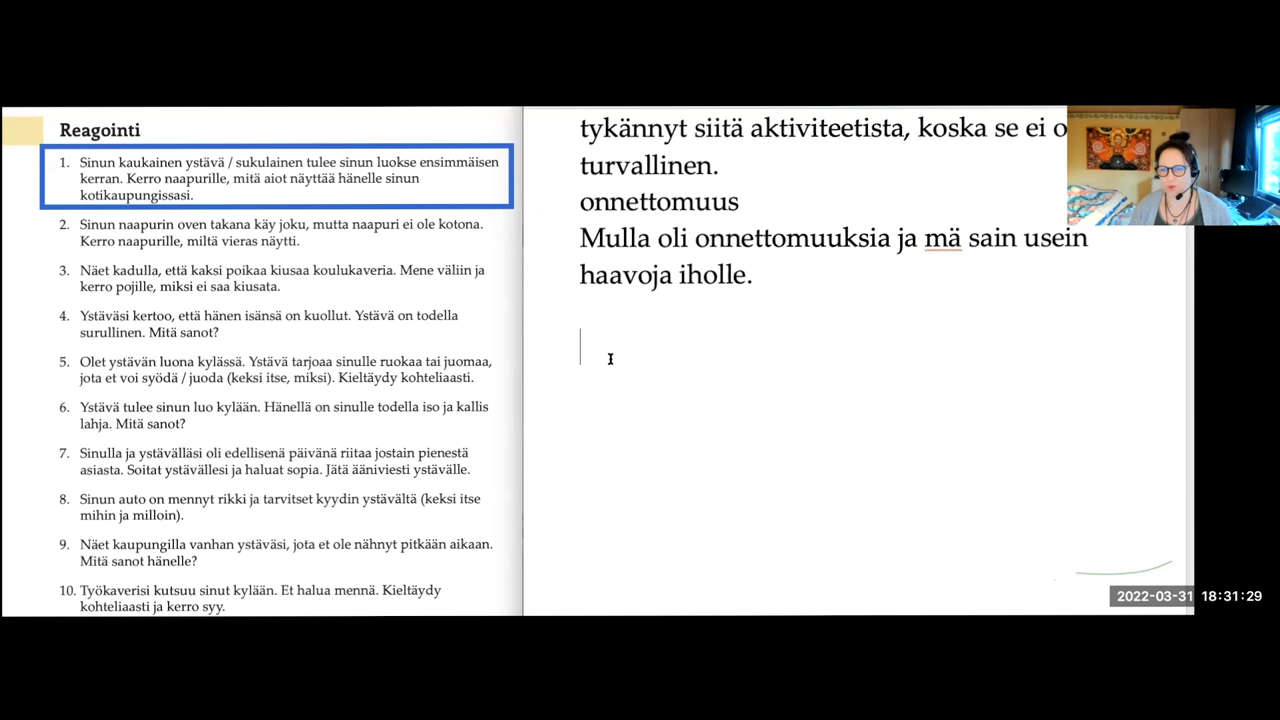 Reagointi
1. Sinun kaukainen ystävä / sukulainen tulee sinun luokse ensimmäisen
kerran. Kerro naapurille, mitä aiot näyttää hänelle sinun
kotikaupungissasi.
2. Sinun naapurin oven takana käy joku, mutta naapuri ei ole kotona.
Kerro naapurille, miltä vieras näytti.
3. Näet kadulla, että kaksi poikaa kiusaa koulukaveria. Mene väliin ja
kerro pojille, miksi ei saa kiusata.
4. Ystäväsi kertoo, että hänen isänsä on kuollut. Ystävä on todella
surullinen. Mitä sanot?
5. Olet ystävän luona kylässä. Ystävä tarjoaa sinulle ruokaa tai juomaa,
jota et voi syödä / juoda (keksi itse, miksi). Kieltäydy kohteliaasti.
6. Ystävä tulee sinun luo kylään. Hänellä on sinulle todella iso ja kallis
lahja. Mitä sanot?
7. Sinulla ja ystävälläsi oli edellisenä päivänä riitaa jostain pienestä
asiasta. Soitat ystävällesi ja haluat sopia. Jätä ääniviesti ystävälle.
8. Sinun auto on mennyt rikki ja tarvitset kyydin ystävältä (keksi itse
mihin ja milloin).
9. Näet kaupungilla vanhan ystäväsi, jota et ole nähnyt pitkään aikaan.
Mitä sanot hänelle?
10. Työkaverisi kutsuu sinut kylään. Et halua mennä. Kieltäydy
kohteliaasti ja kerro syy.
tykännyt siitä aktiviteetista, koska se ei o
turvallinen.
onnettomuus
Mulla oli onnettomuuksia ja mä sain usein
haavoja iholle.
2022-03-31 18:31:29